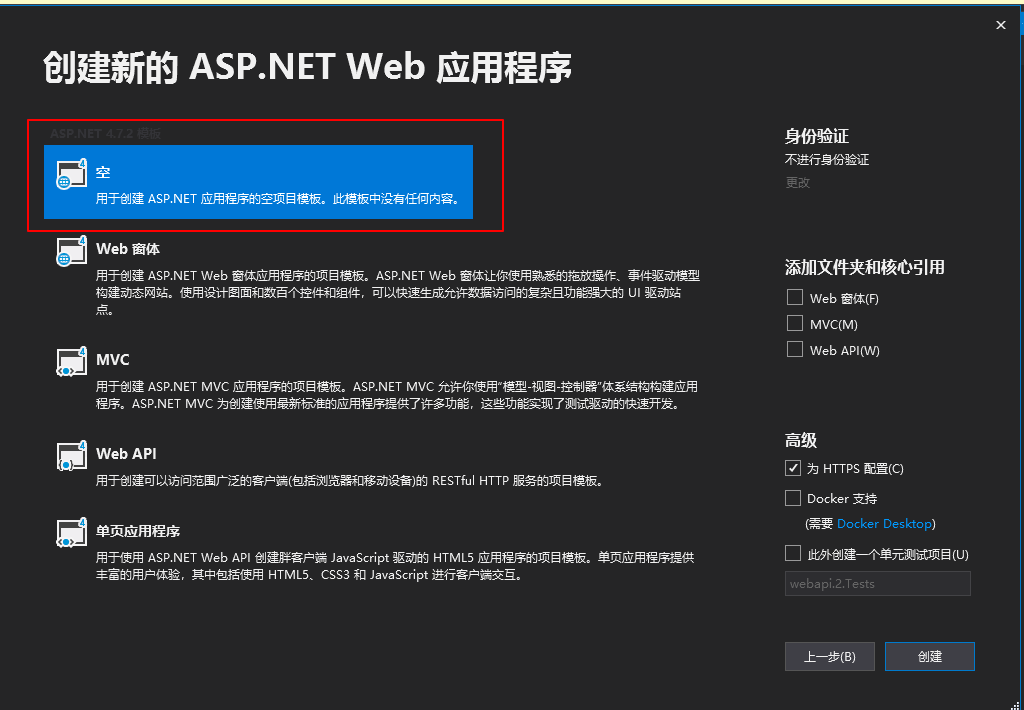 创建新的 ASP.NET Web 应用程序
ASP.NET 4.7.2 模板
空
用于创建 ASP.NET 应用程序的空项目模板。此模板中没有任何内容。
Web 窗体
用于创建 ASP.NET Web 窗体应用程序的项目模板。ASP.NET Web 窗体让你使用熟悉的拖放操作、事件驱动模型
构建动态网站。使用设计图面和数百个控件和组件，可以快速生成允许数据访问的复杂且功能强大的 UI 驱动站
点。
MVC
用于创建 ASP.NET MVC 应用程序的项目模板。ASP.NET MVC 允许你使用“模型-视图-控制器”体系结构构建应用
程序。ASP.NET MVC 为创建使用最新标准的应用程序提供了许多功能，这些功能实现了测试驱动的快速开发。
Web API
用于创建可以访问范围广泛的客户端(包括浏览器和移动设备)的 RESTful HTTP 服务的项目模板。
单页应用程序
用于使用 ASP.NET Web API 创建胖客户端 JavaScript 驱动的 HTML5 应用程序的项目模板。单页应用程序提供
丰富的用户体验，其中包括使用 HTML5、CSS3 和 JavaScript 进行客户端交互。
身份验证
不进行身份验证
更改
添加文件夹和核心引用
Web 窗体(F)
MVC(M)
Web API(W)
高级
为 HTTPS 配置(C)
Docker 支持
(需要 Docker Desktop)
此外创建一个单元测试项目(U)
webapi.2.Tests
上一步(B)
创建